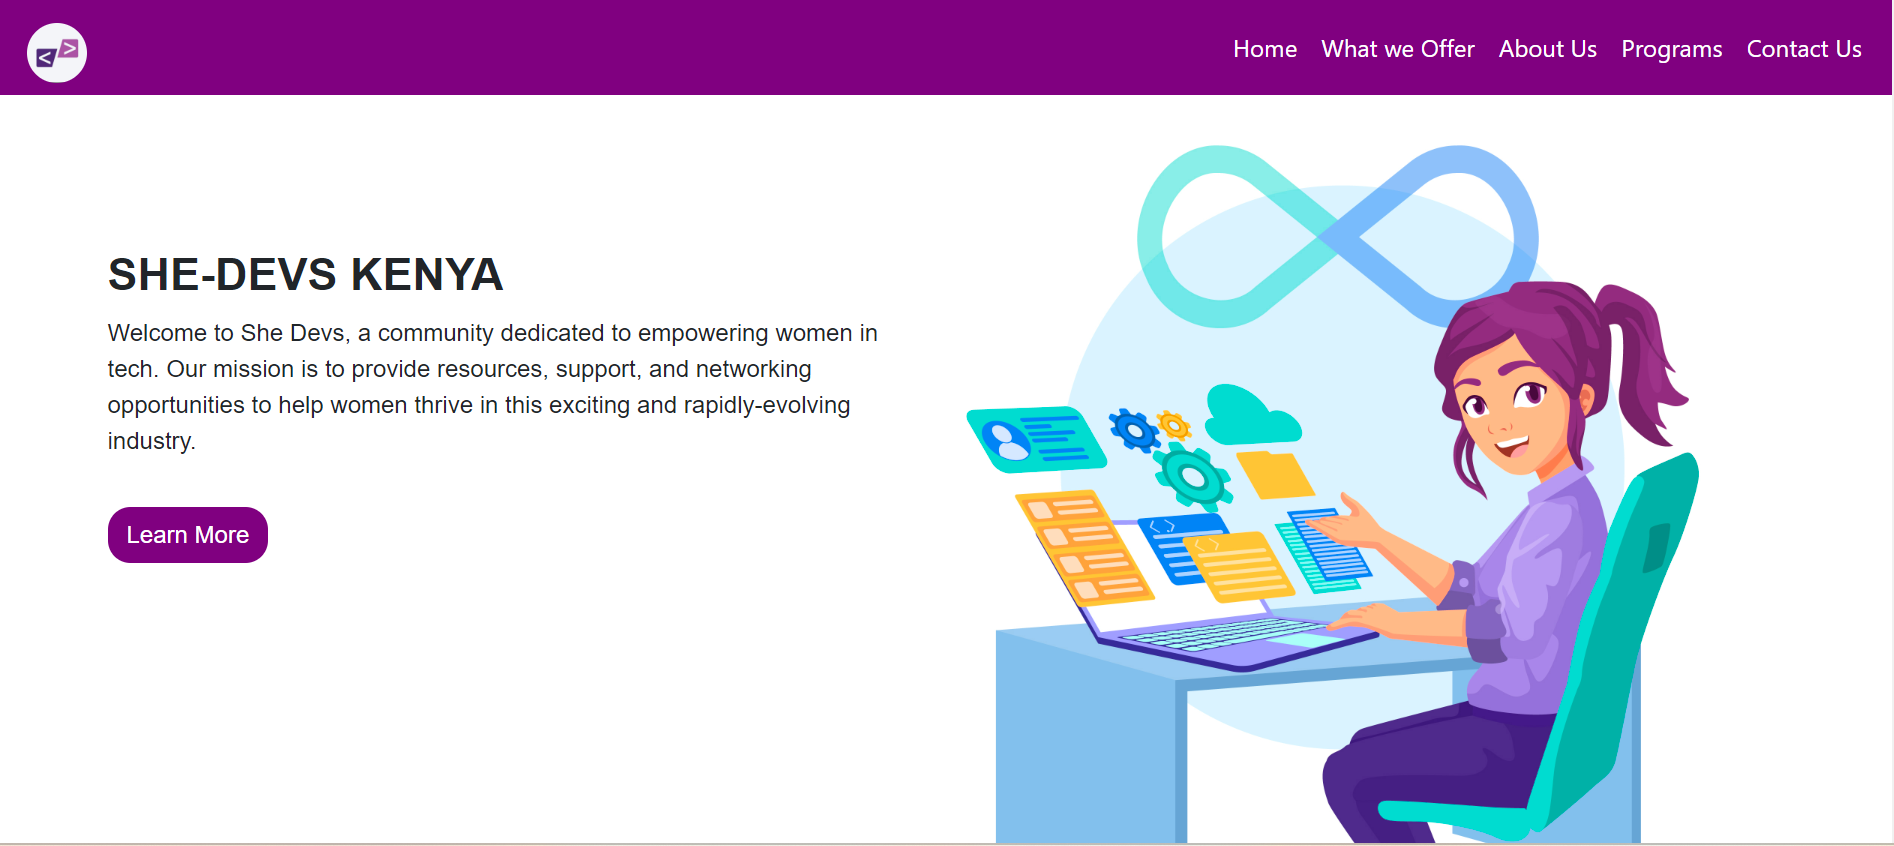 Home What we Offer About Us Programs Contact Us
SHE-DEVS KENYA
Welcome to She Devs, a community dedicated to empowering women in
tech. Our mission is to provide resources, support, and networking
opportunities to help women thrive in this exciting and rapidly-evolving
industry.
Learn More